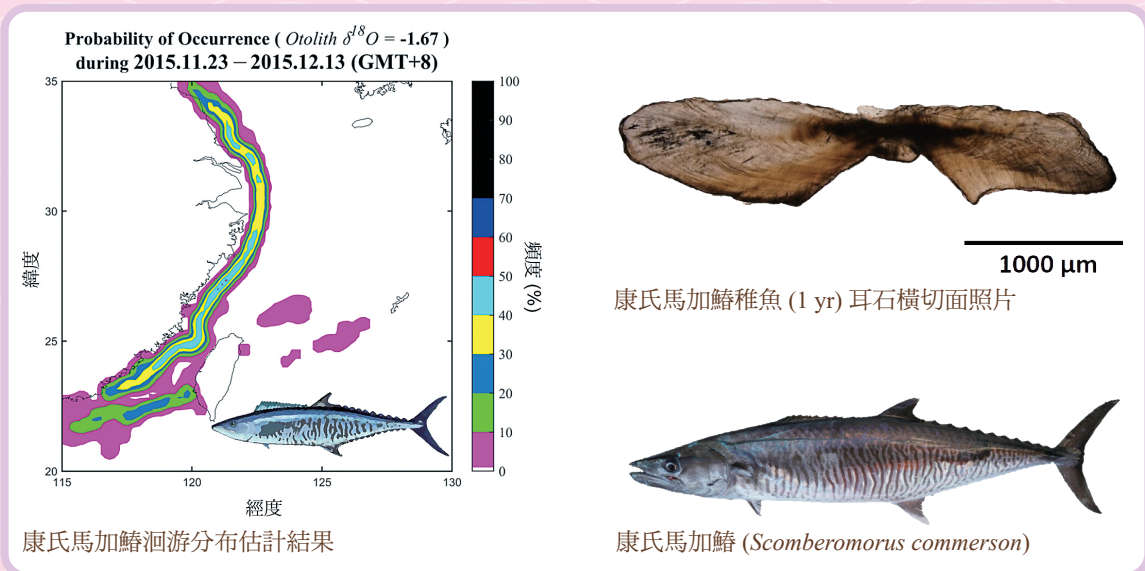 Probability of Occurrence ( Otolith δ¹⁸O = -1.67 )
during 2015.11.23 – 2015.12.13 (GMT+8)
35
30
25
20
緯度
115
120
125
130
經度
100
90
80
70
60
50
40
30
20
10
0
頻度 (%)
康氏馬加鰆洄游分布估計結果
1000 μm
康氏馬加鰆稚魚 (1 yr) 耳石橫切面照片
康氏馬加鰆 (Scomberomorus commerson)